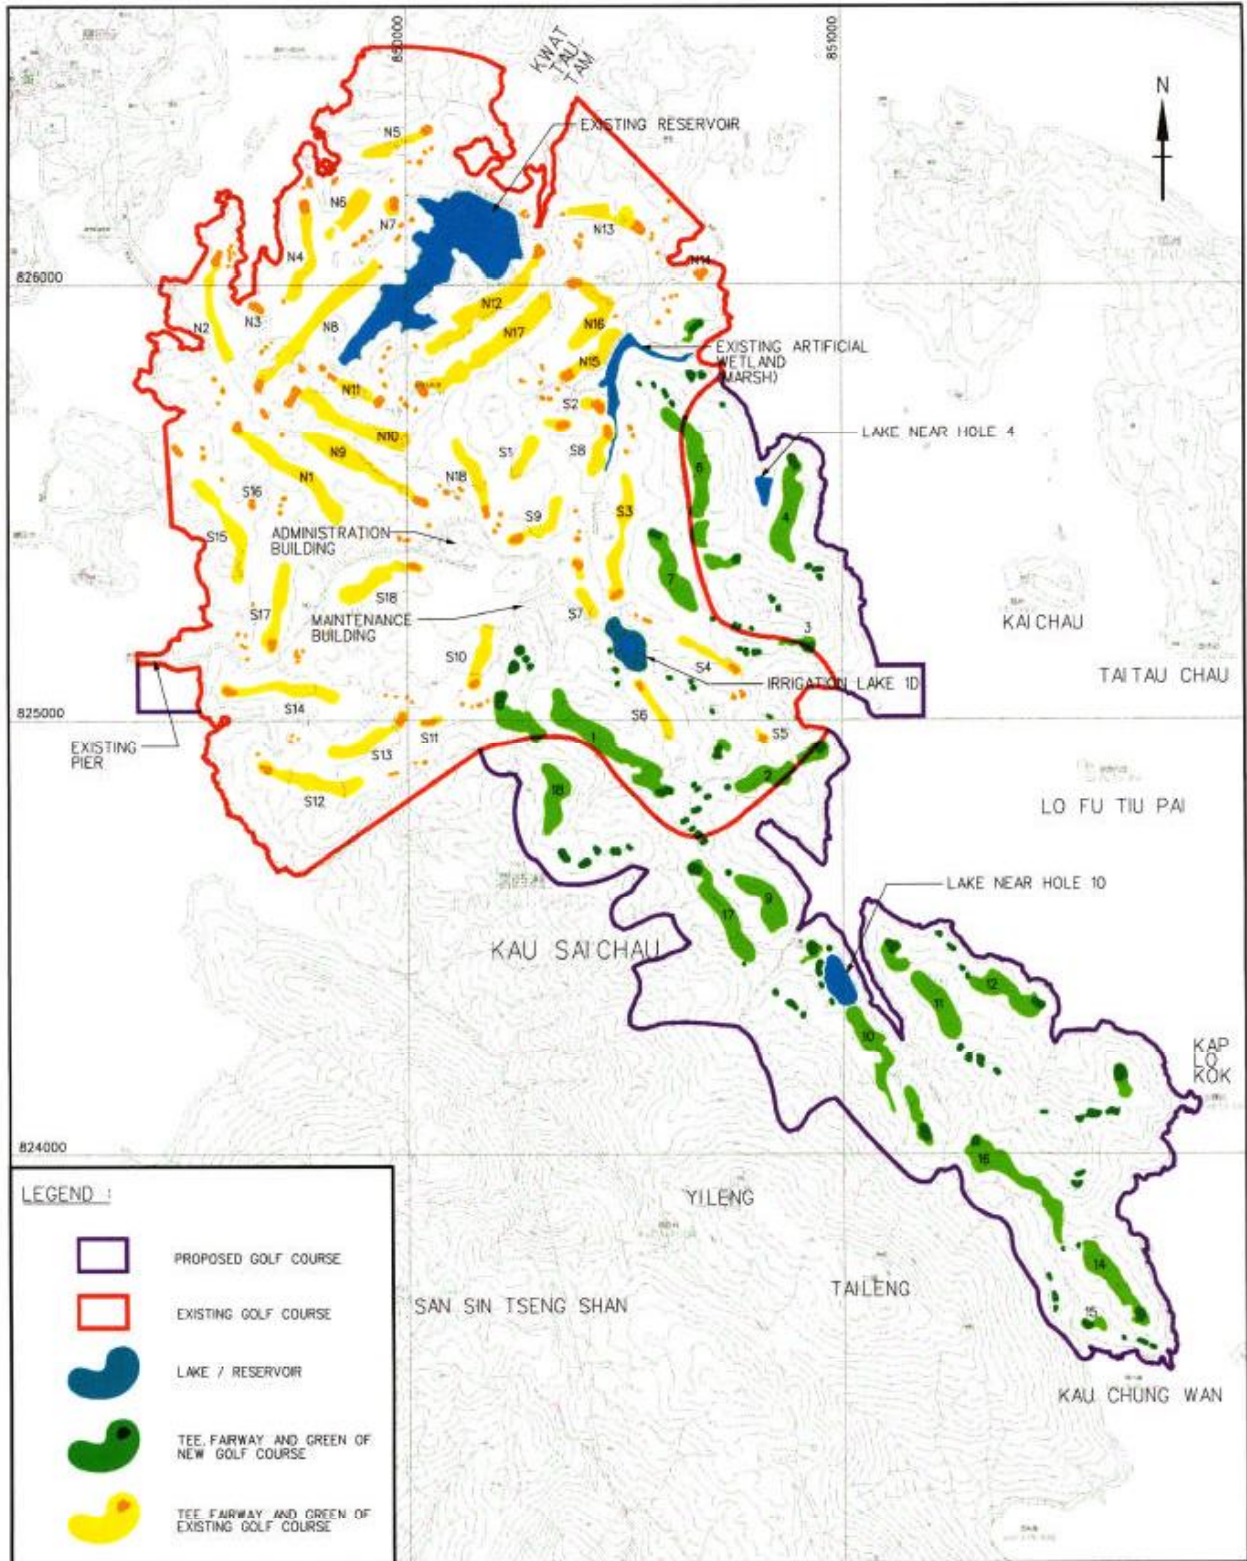 850000
851000
KWAT
TAU
TAM
N
EXISTING RESERVOIR
N5
N6
N7
N13
N4
N14
826000
N3
N2
N8
N12
N17
N16
EXISTING ARTIFICIAL
WETLAND
(MARSH)
N15
N11
S2
LAKE NEAR HOLE 4
N10
N9
S1
S8
6
N18
N1
S16
S3
4
S9
S15
ADMINISTRATION
BUILDING
7
S18
S17
MAINTENANCE
BUILDING
S7
3
KAI CHAU
S10
S4
TAI TAU CHAU
IRRIGATION LAKE 1D
S14
825000
S6
S11
S5
1
EXISTING
PIER
S13
2
S12
18
LO FU TIU PAI
LAKE NEAR HOLE 10
9
17
KAU SAI CHAU
12
11
10
KAP
LO
KOK
824000
16
LEGEND :
YI LENG
PROPOSED GOLF COURSE
14
TAI LENG
EXISTING GOLF COURSE
SAN SIN TSENG SHAN
15
LAKE / RESERVOIR
KAU CHUNG WAN
TEE, FAIRWAY AND GREEN OF
NEW GOLF COURSE
TEE, FAIRWAY AND GREEN OF
EXISTING GOLF COURSE